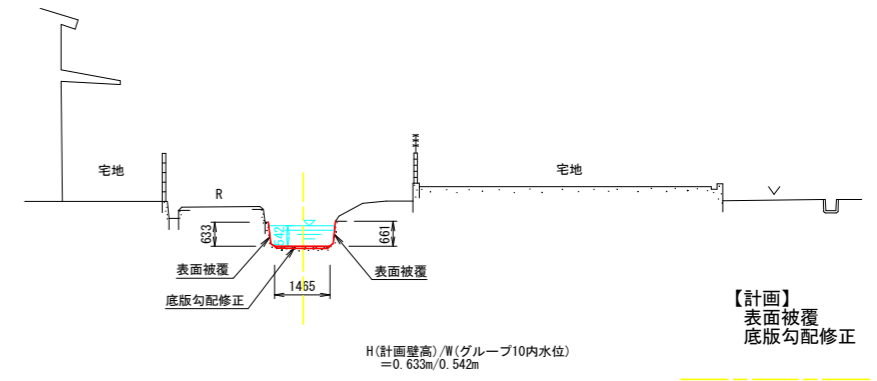 宅地
R
宅地
633
542
661
表面被覆
表面被覆
1465
底版勾配修正
【計画】
表面被覆
底版勾配修正
H(計画壁高)/W(グループ10内水位)
=0.633m/0.542m